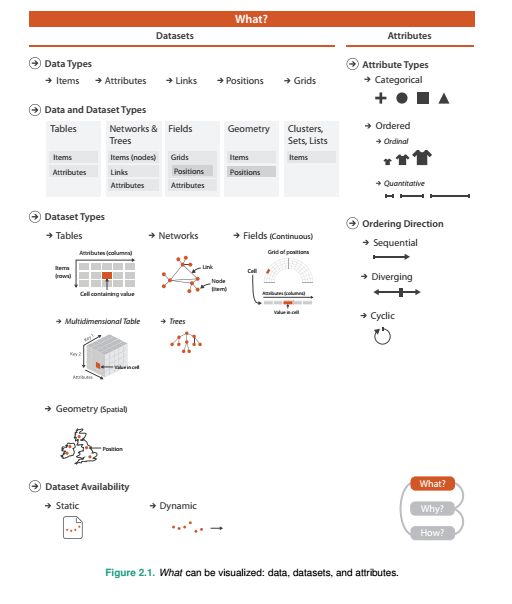 What?
Datasets
Attributes
Data Types
Items
Attributes
Links
Positions
Grids
Data and Dataset Types
Tables
Items
Attributes
Networks &
Trees
Items (nodes)
Links
Attributes
Fields
Grids
Positions
Attributes
Geometry
Items
Positions
Clusters,
Sets, Lists
Items
Dataset Types
Tables
Attributes (columns)
Items
(rows)
Cell containing value
Networks
Link
Node
(item)
Fields (Continuous)
Grid of positions
Cell
Attributes (columns)
Value in cell
Multidimensional Table
Key 1
Key 2
Value in cell
Attributes
Trees
Geometry (Spatial)
Position
Dataset Availability
Static
Dynamic
Attribute Types
Categorical
Ordered
Ordinal
Quantitative
Ordering Direction
Sequential
Diverging
Cyclic
What?
Why?
How?
Figure 2.1. What can be visualized: data, datasets, and attributes.